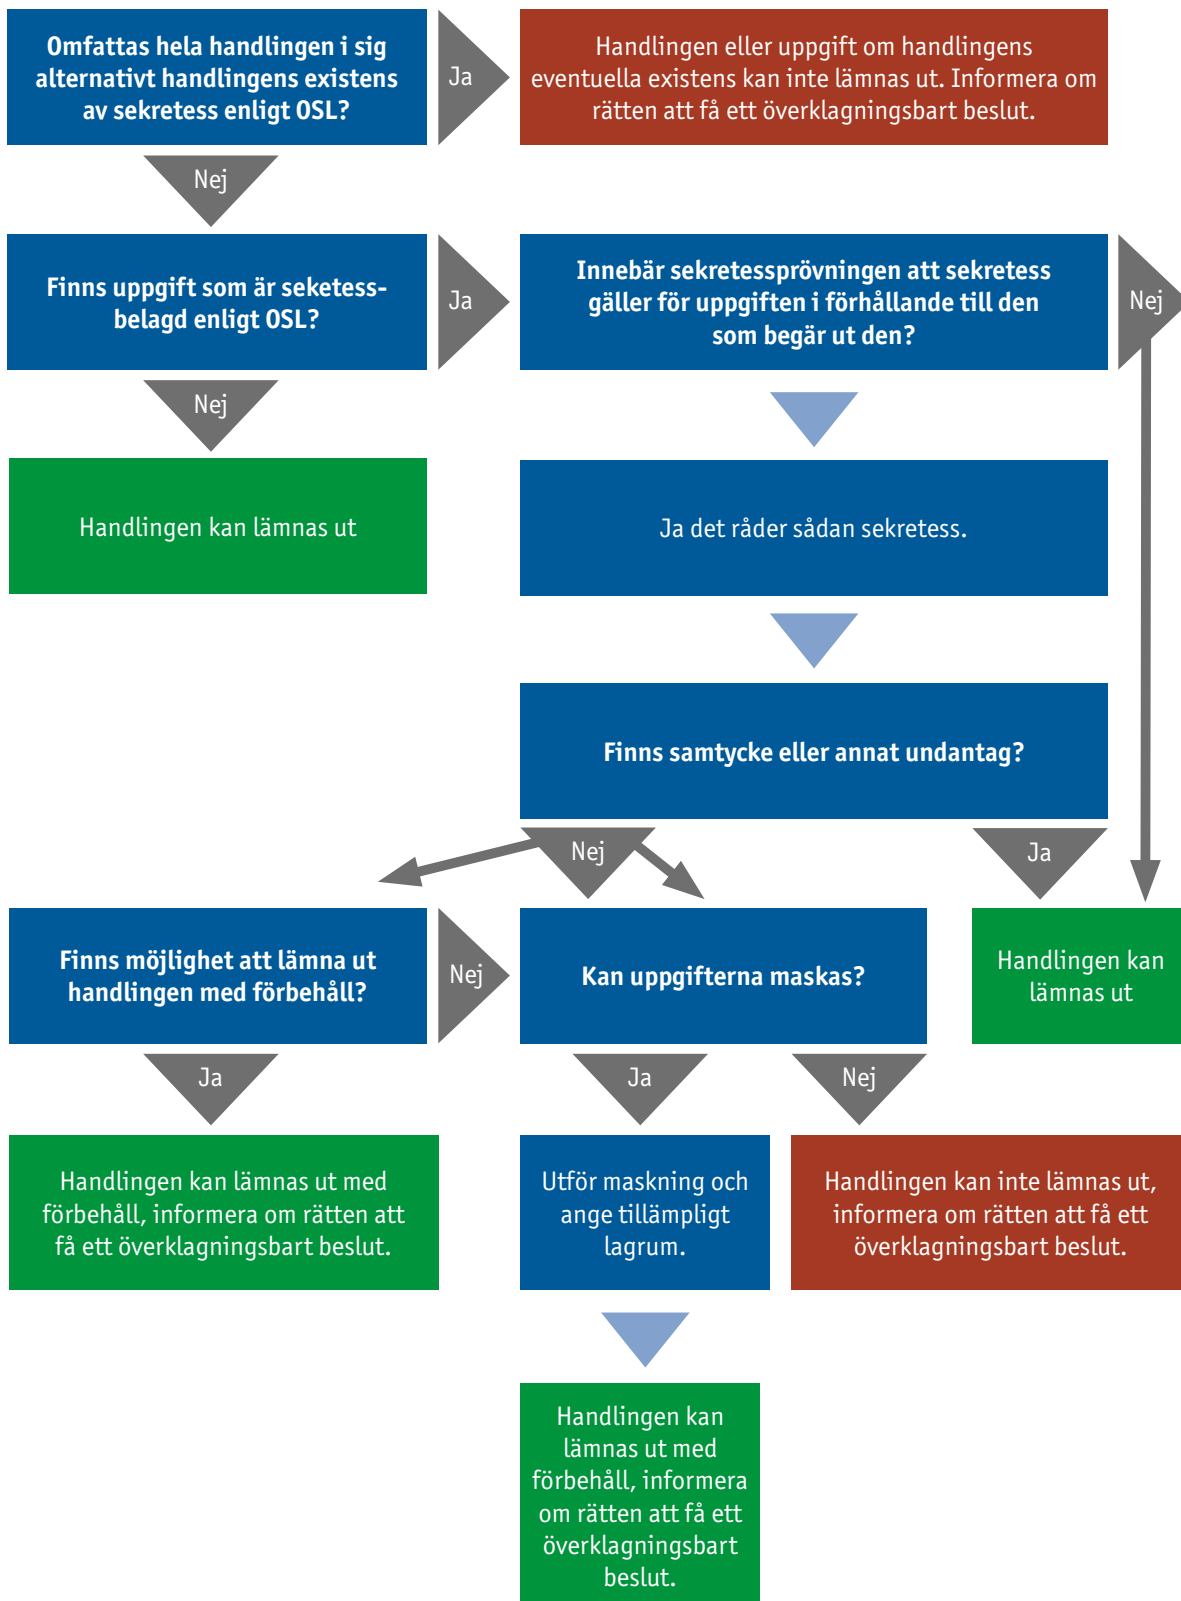 Omfattas hela handlingen i sig
alternativt handlingens existens
av sekretess enligt OSL?
Ja
Handlingen eller uppgift om handlingens
eventuella existens kan inte lämnas ut. Informera om
rätten att få ett överklagningsbart beslut.
Nej
Finns uppgift som är seketess-
belagd enligt OSL?
Ja
Innebär sekretessprövningen att sekretess
gäller för uppgiften i förhållande till den
som begär ut den?
Nej
Nej
Handlingen kan lämnas ut
Ja det råder sådan sekretess.
Finns samtycke eller annat undantag?
Nej
Ja
Finns möjlighet att lämna ut
handlingen med förbehåll?
Nej
Kan uppgifterna maskas?
Handlingen kan
lämnas ut
Ja
Ja
Nej
Handlingen kan lämnas ut med
förbehåll, informera om rätten att
få ett överklagningsbart beslut.
Utför maskning och
ange tillämpligt
lagrum.
Handlingen kan inte lämnas ut,
informera om rätten att få ett
överklagningsbart beslut.
Handlingen kan
lämnas ut med
förbehåll, informera
om rätten att få ett
överklagningsbart
beslut.